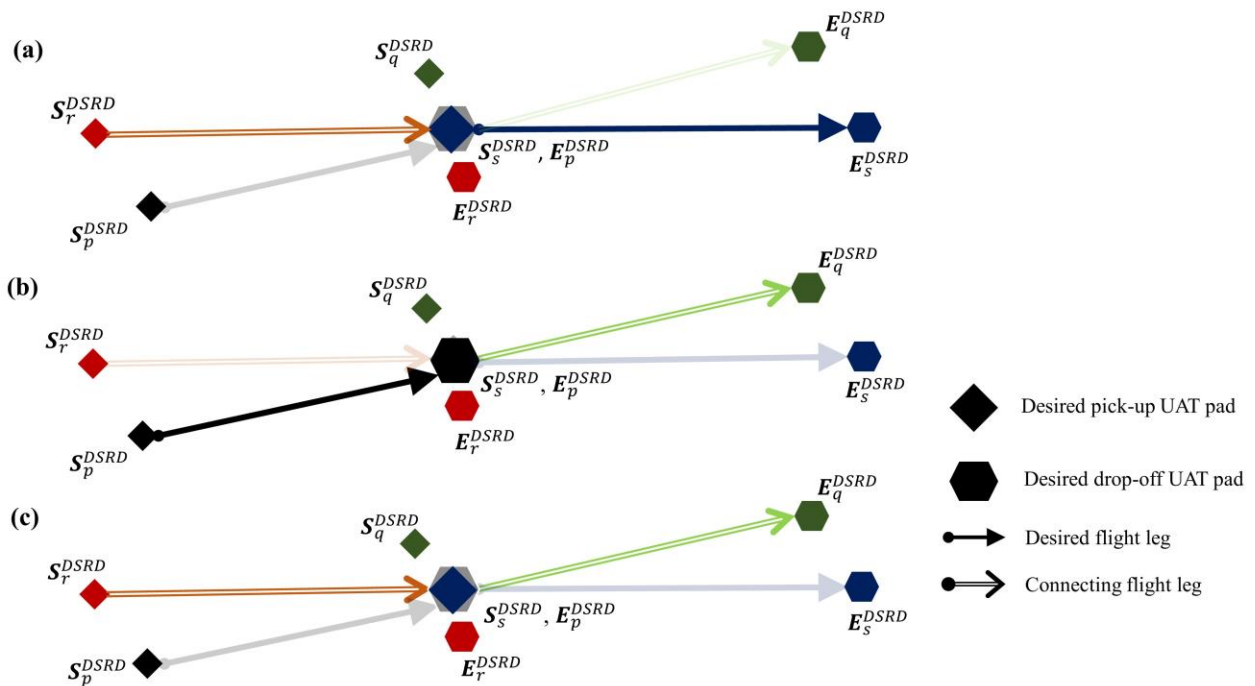 (a)
E_q^{DSRD}
S_q^{DSRD}
S_r^{DSRD}
S_s^{DSRD}, E_p^{DSRD}
E_s^{DSRD}
E_r^{DSRD}
S_p^{DSRD}
(b)
E_q^{DSRD}
S_q^{DSRD}
S_r^{DSRD}
S_s^{DSRD}, E_p^{DSRD}
E_s^{DSRD}
E_r^{DSRD}
S_p^{DSRD}
(c)
E_q^{DSRD}
S_q^{DSRD}
S_r^{DSRD}
S_s^{DSRD}, E_p^{DSRD}
E_s^{DSRD}
E_r^{DSRD}
S_p^{DSRD}
Desired pick-up UAT pad
Desired drop-off UAT pad
Desired flight leg
Connecting flight leg